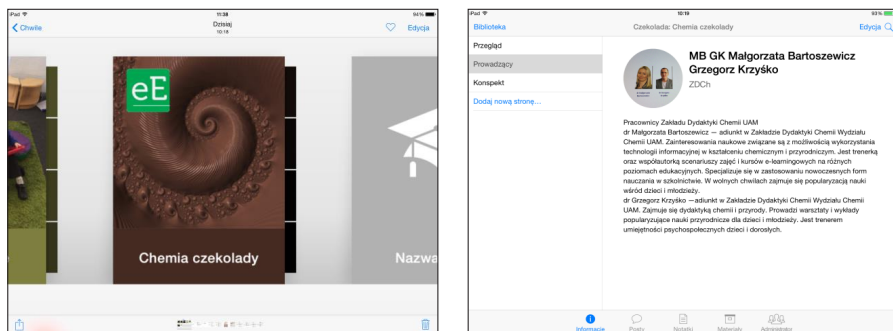 iPad
11:38
94%
Chwile
Dzisiaj
10:18
Edycja
eE
Chemia czekolady
Nazwa
iPad
10:19
93%
Biblioteka
Czekolada: Chemia czekolady
Edycja
Przegląd
Prowadzący
Konspekt
Dodaj nową stronę...
MB GK Małgorzata Bartoszewicz
Grzegorz Krzyśko
ZDCh
Pracownicy Zakładu Dydaktyki Chemii UAM
dr Małgorzata Bartoszewicz — adiunkt w Zakładzie Dydaktyki Chemii Wydziału
Chemii UAM. Zainteresowania naukowe związane są z możliwością wykorzystania
technologii informacyjnej w kształceniu chemicznym i przyrodniczym. Jest trenerką
oraz współautorką scenariuszy zajęć i kursów e-learningowych na różnych
poziomach edukacyjnych. Specjalizuje się w zastosowaniu nowoczesnych form
nauczania w szkolnictwie. W wolnych chwilach zajmuje się popularyzacją nauki
wśród dzieci i młodzieży.
dr Grzegorz Krzyśko —adiunkt w Zakładzie Dydaktyki Chemii Wydziału Chemii
UAM. Zajmuje się dydaktyką chemii i przyrody. Prowadzi warsztaty i wykłady
popularyzujące nauki przyrodnicze dla dzieci i młodzieży. Jest trenerem
umiejętności psychospołecznych dzieci i dorosłych.
Informacje
Posty
Notatki
Materiały
Administrator